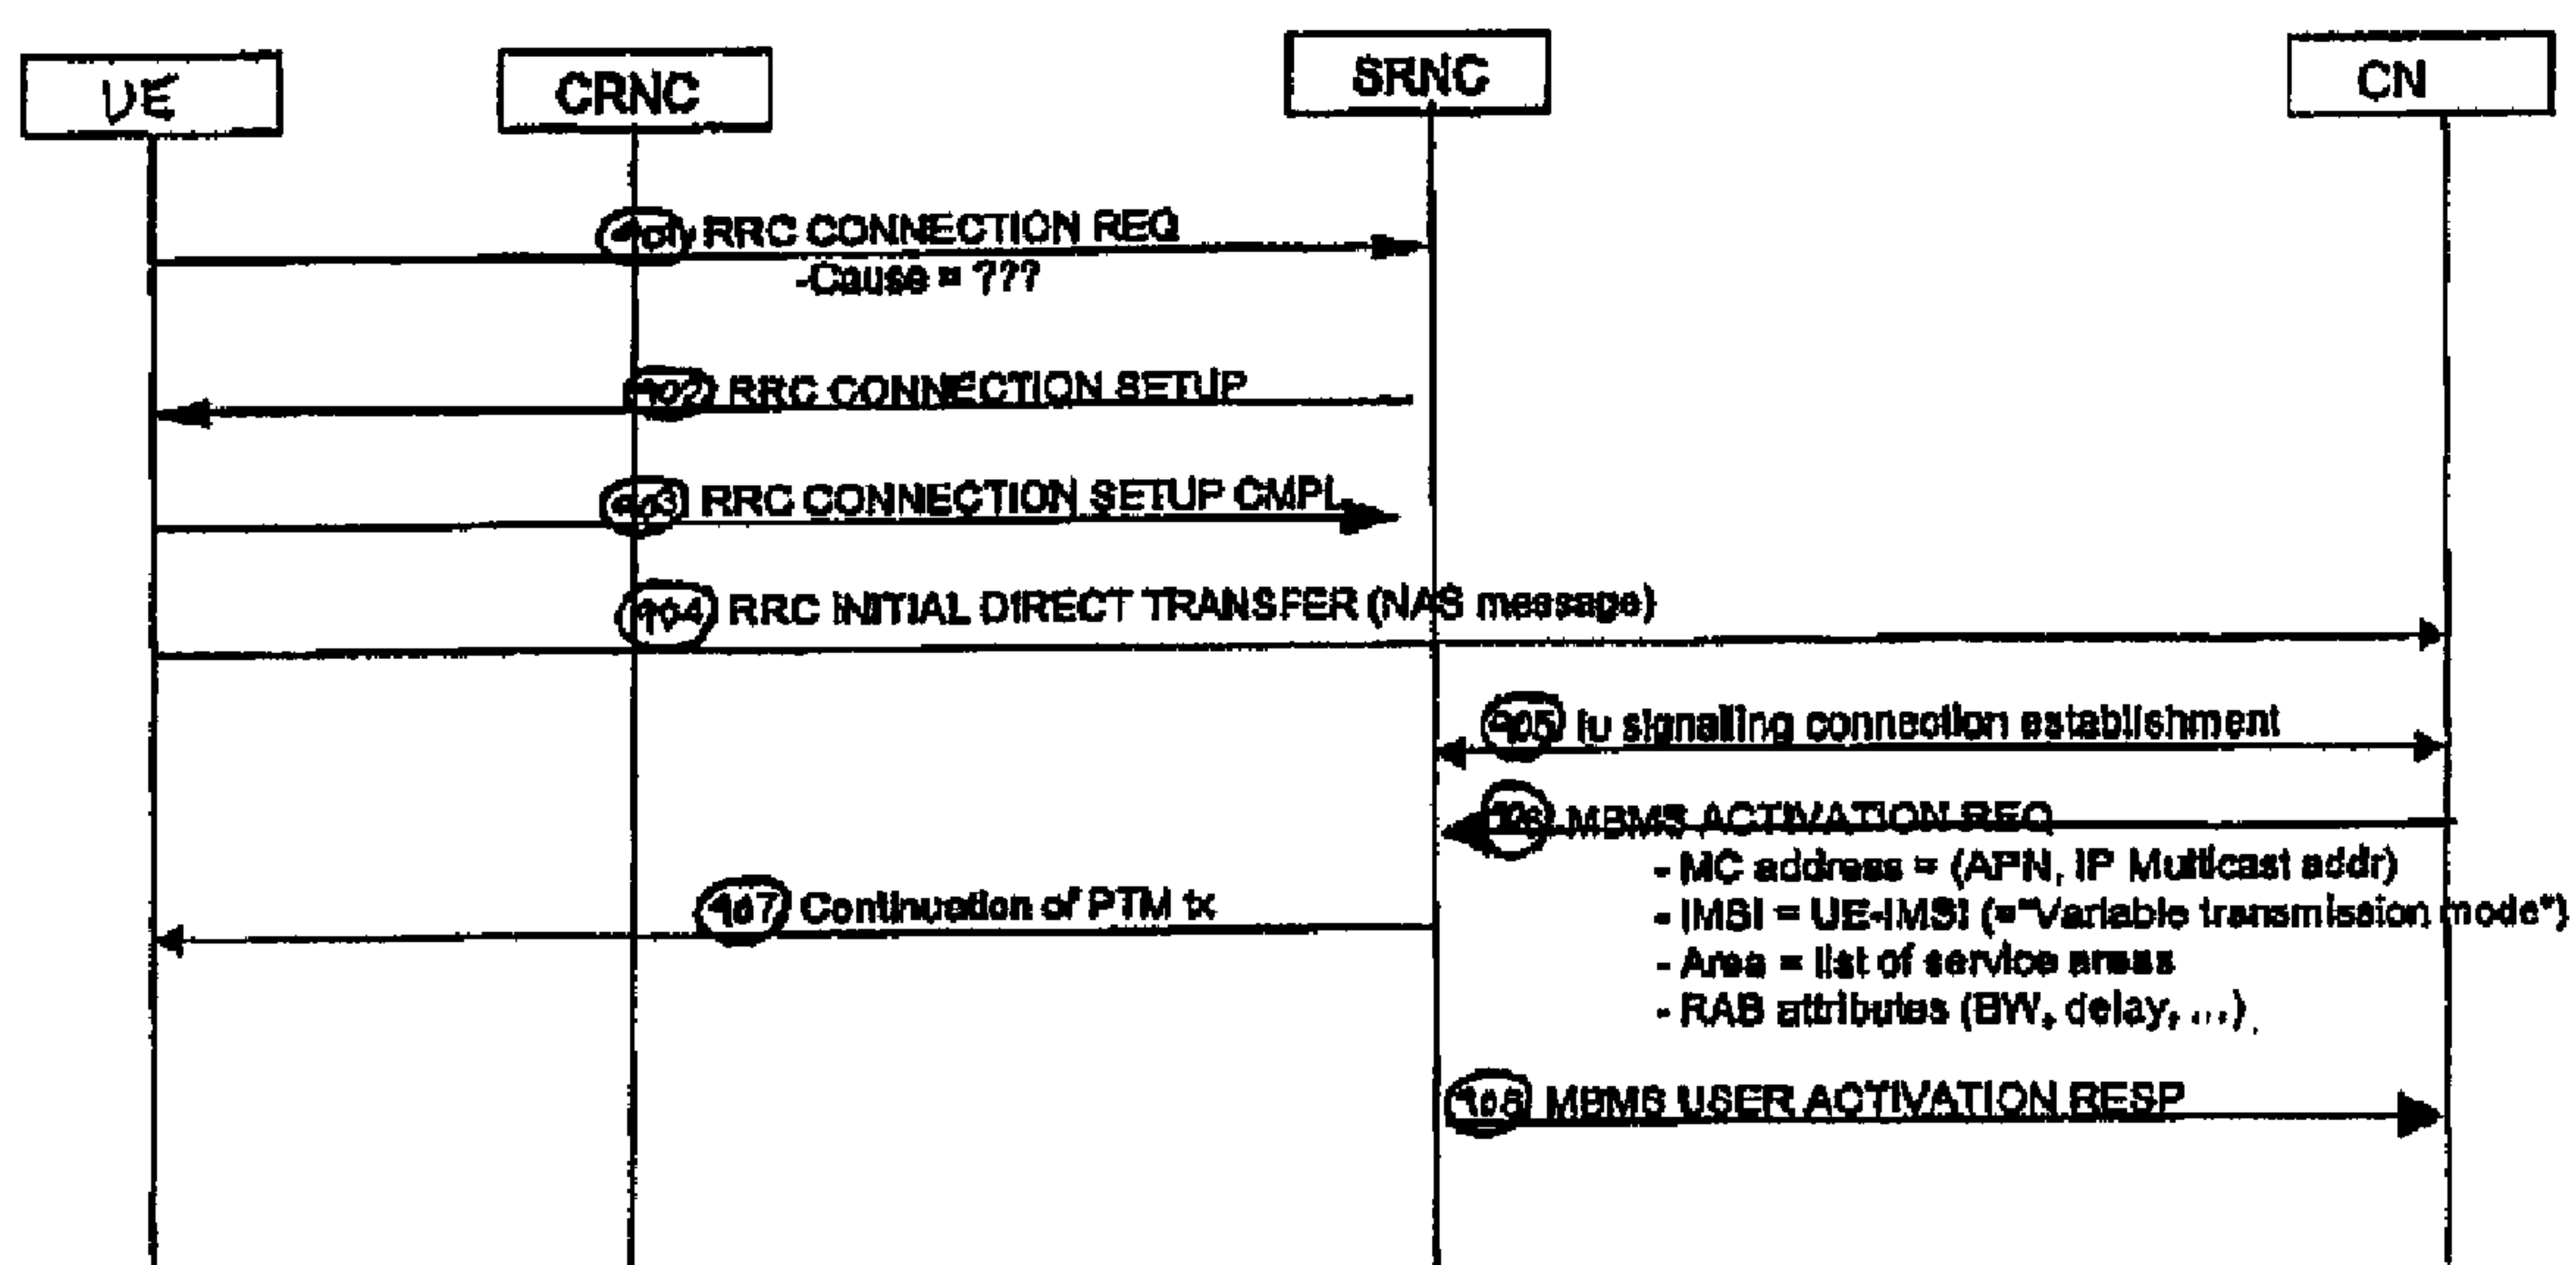 UE
CRNC
SRNC
CN
RRC CONNECTION REQ
-Cause = ???
RRC CONNECTION SETUP
RRC CONNECTION SETUP CMPL
RRC INITIAL DIRECT TRANSFER (NAS message)
Iu signalling connection establishment
MBMS ACTIVATION REQ
- MC address = (APN, IP Multicast addr)
407 Continuation of PTM tx
- IMSI = UE-IMSI (="Variable transmission mode")
- Area = list of service areas
- RAB attributes (BW, delay, ...)
MBMS USER ACTIVATION RESP